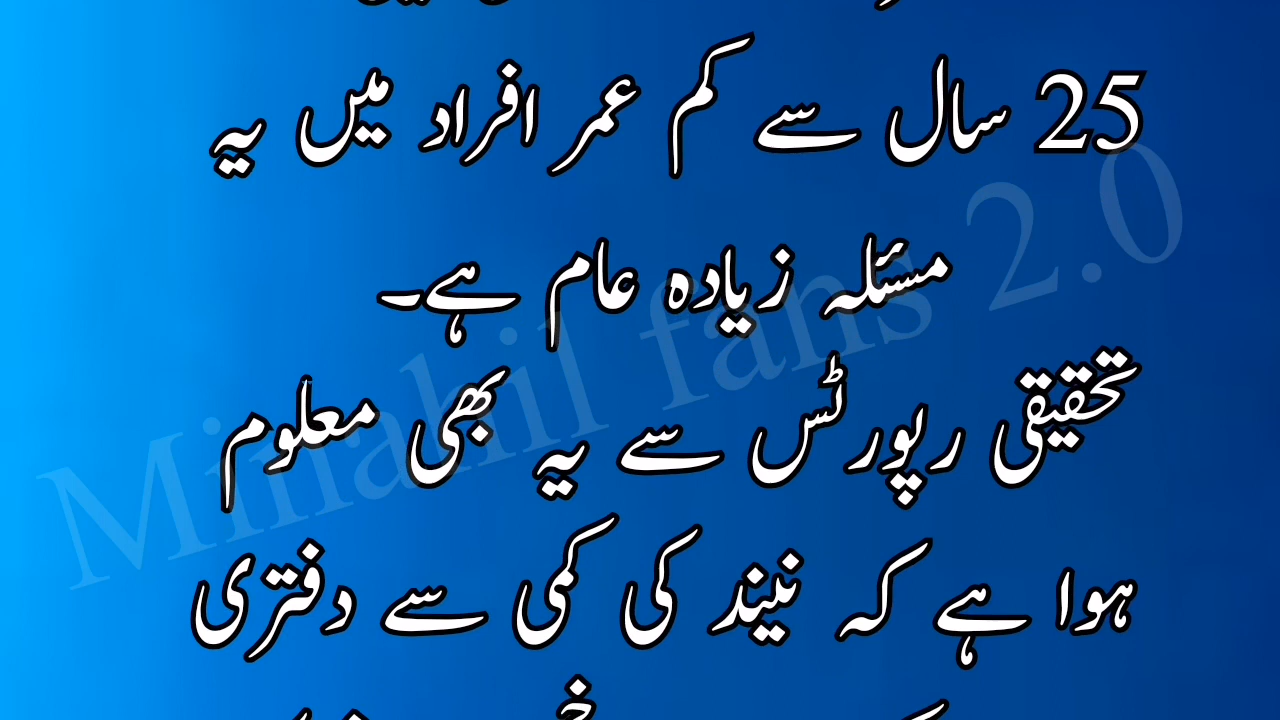 25 سال سے کم عمر افراد میں یہ
مسئلہ زیادہ عام ہے۔
تحقیقی رپورٹس سے یہ بھی معلوم
ہوا ہے کہ نیند کی کمی سے دفتری
Minahil fans 2.0